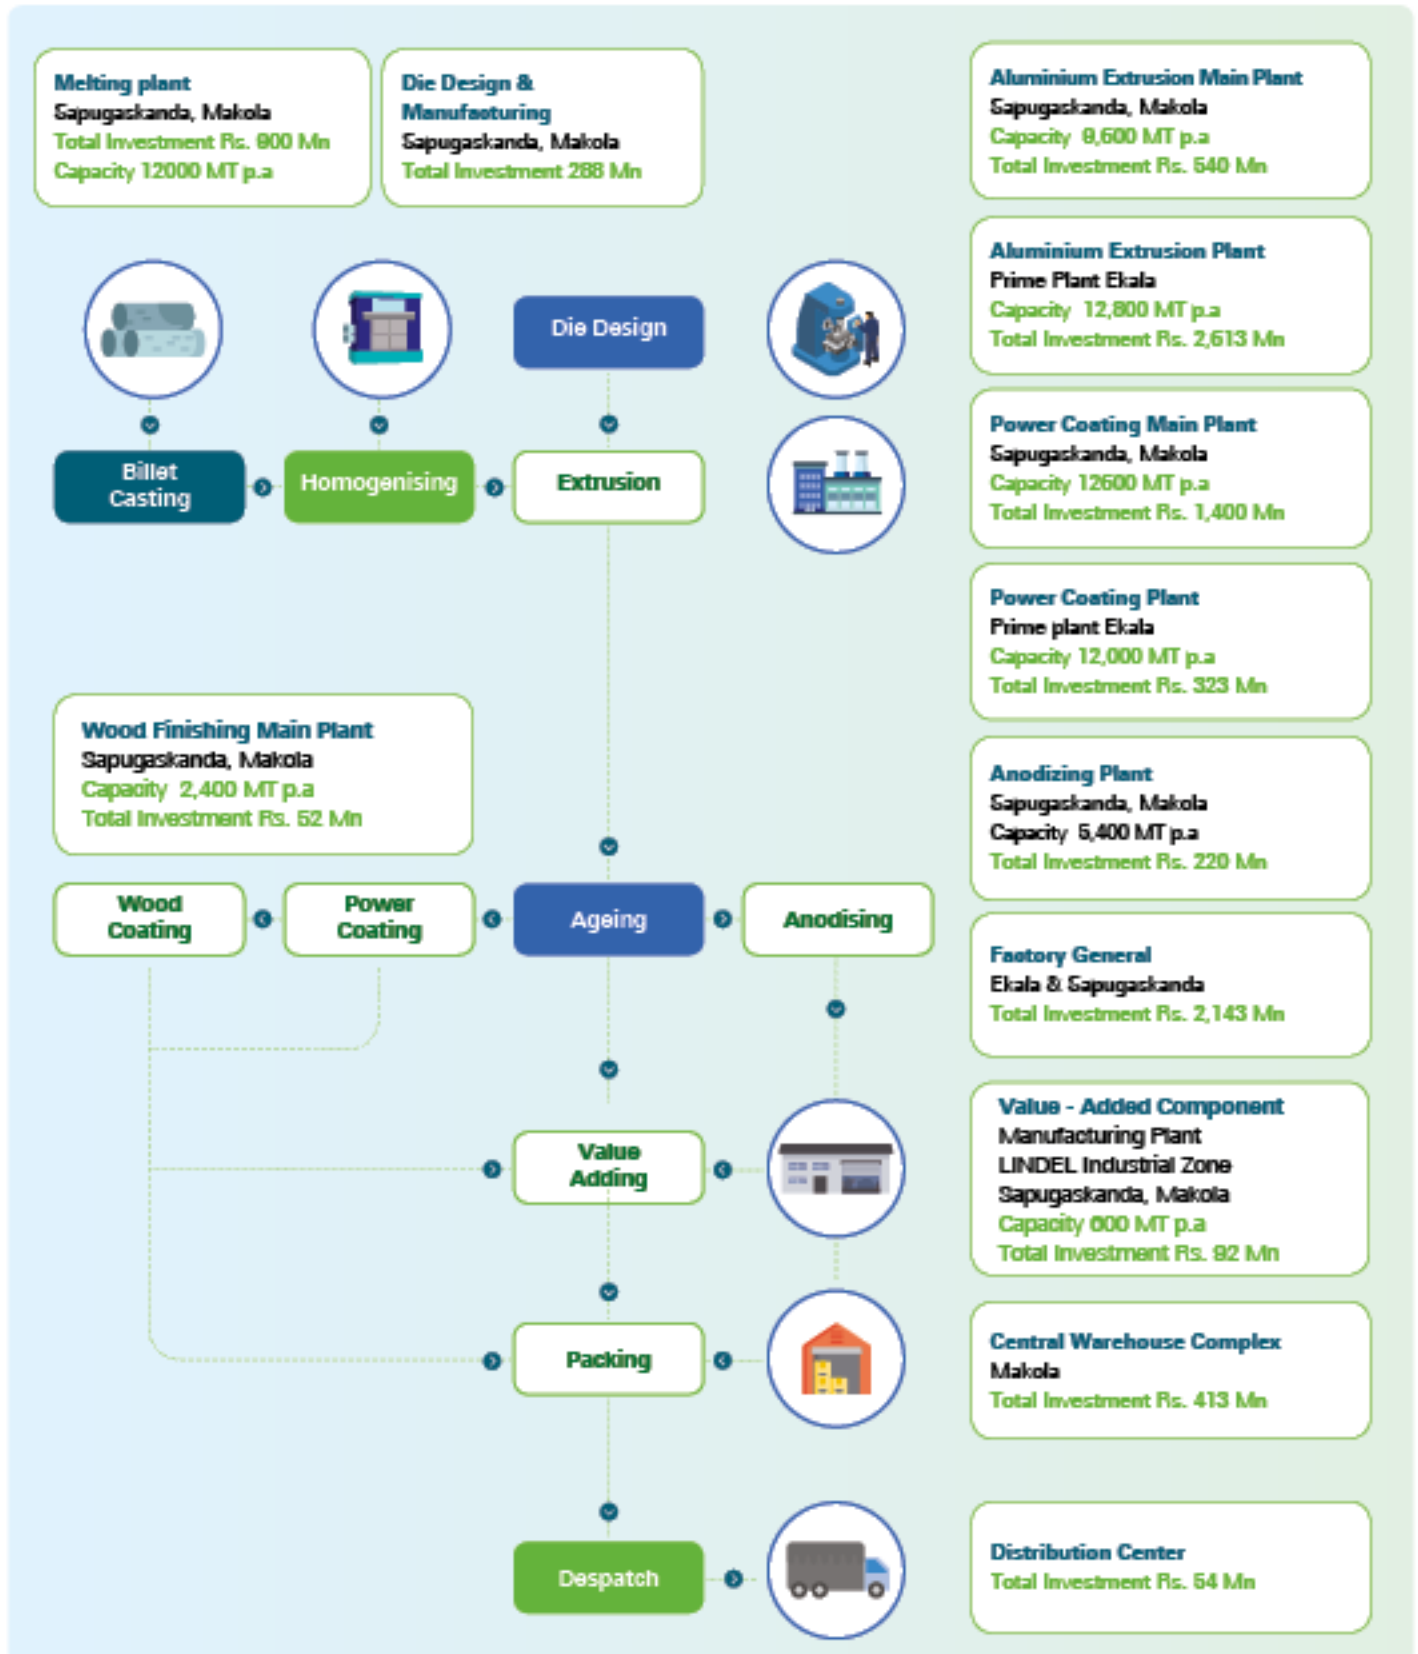 Melting plant
Sapugaskanda, Makola
Total Investment Rs. 900 Mn
Capacity 12000 MT p.a
Die Design &
Manufacturing
Sapugaskanda, Makola
Total Investment 288 Mn
Aluminium Extrusion Main Plant
Sapugaskanda, Makola
Capacity 9,600 MT p.a
Total Investment Rs. 540 Mn
Aluminium Extrusion Plant
Prime Plant Ekala
Capacity 12,800 MT p.a
Total Investment Rs. 2,613 Mn
Die Design
Billet
Casting
Homogenising
Extrusion
Power Coating Main Plant
Sapugaskanda, Makola
Capacity 12600 MT p.a
Total Investment Rs. 1,400 Mn
Power Coating Plant
Prime plant Ekala
Capacity 12,000 MT p.a
Total Investment Rs. 323 Mn
Wood Finishing Main Plant
Sapugaskanda, Makola
Capacity 2,400 MT p.a
Total Investment Rs. 52 Mn
Anodizing Plant
Sapugaskanda, Makola
Capacity 5,400 MT p.a
Total Investment Rs. 220 Mn
Wood
Coating
Power
Coating
Ageing
Anodising
Factory General
Ekala & Sapugaskanda
Total Investment Rs. 2,143 Mn
Value
Adding
Value - Added Component
Manufacturing Plant
LINDEL Industrial Zone
Sapugaskanda, Makola
Capacity 600 MT p.a
Total Investment Rs. 92 Mn
Packing
Central Warehouse Complex
Makola
Total Investment Rs. 413 Mn
Despatch
Distribution Center
Total Investment Rs. 54 Mn